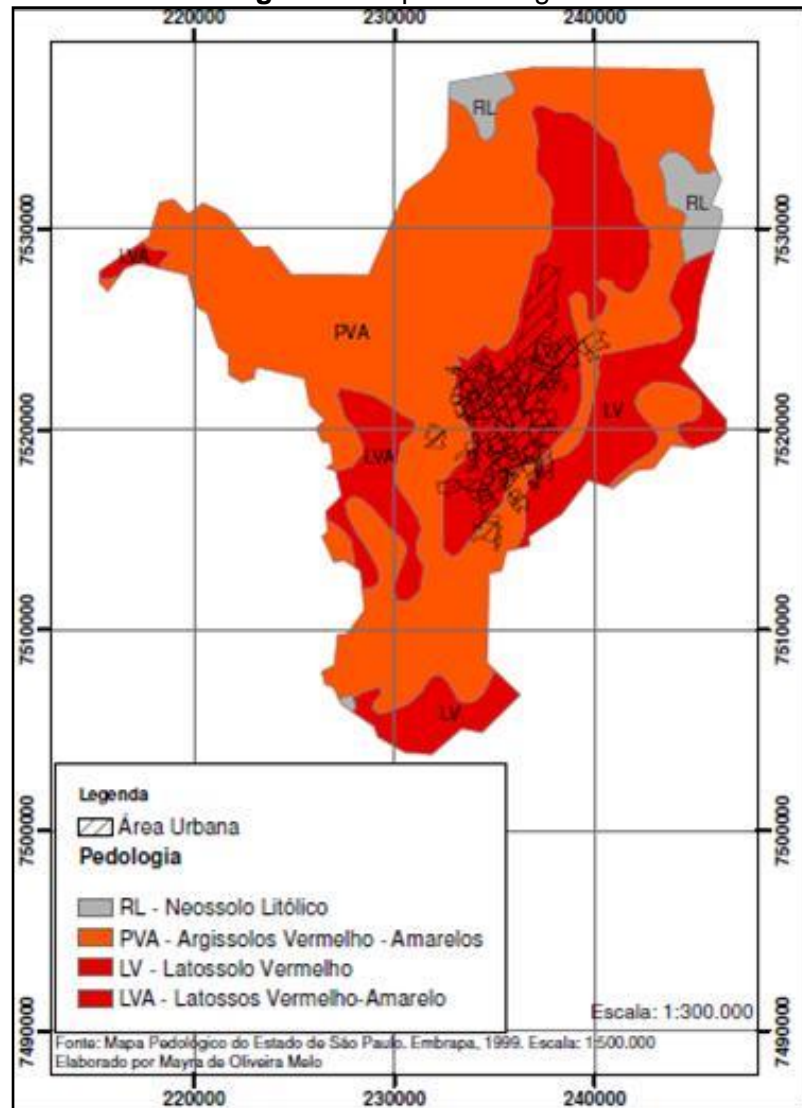 220000 230000 240000
RL
RL
7530000 7530000
LVA
PVA
LV
7520000 7520000
LVA
7510000 7510000
LV
Legenda
Área Urbana
Pedologia
7500000 7500000
RL - Neossolo Litólico
PVA - Argissolos Vermelho - Amarelos
LV - Latossolo Vermelho
LVA - Latossos Vermelho-Amarelo
Escala: 1:300.000
7490000 7490000
Fonte: Mapa Pedológico do Estado de São Paulo. Embrapa, 1999. Escala: 1:500.000
Elaborado por Mayra de Oliveira Melo
220000 230000 240000